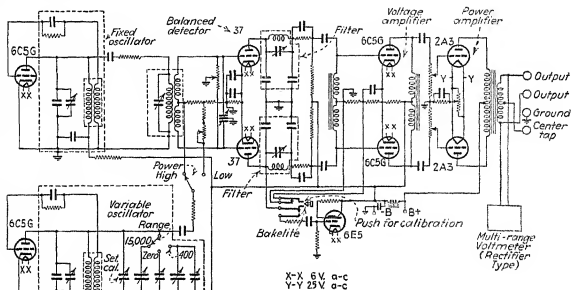 Fixed oscillator
Balanced detector
37
Filter
Voltage amplifier
Power amplifier
6C5G
6C5G
2A3
XX
XX
XX
Y
Y
Output
Output
Ground
Center tap
XX
XX
37
6C5G
2A3
Power
High
Low
Filter
Variable oscillator
6C5G
Range
15,000
Zero
400
Set cal.
XX
Bakelite
6E5
XX
-B
B+
Push for calibration
Multi-range Voltmeter (Rectifier Type)
X-X 6 V. a-c
Y-Y 2.5 V. a-c